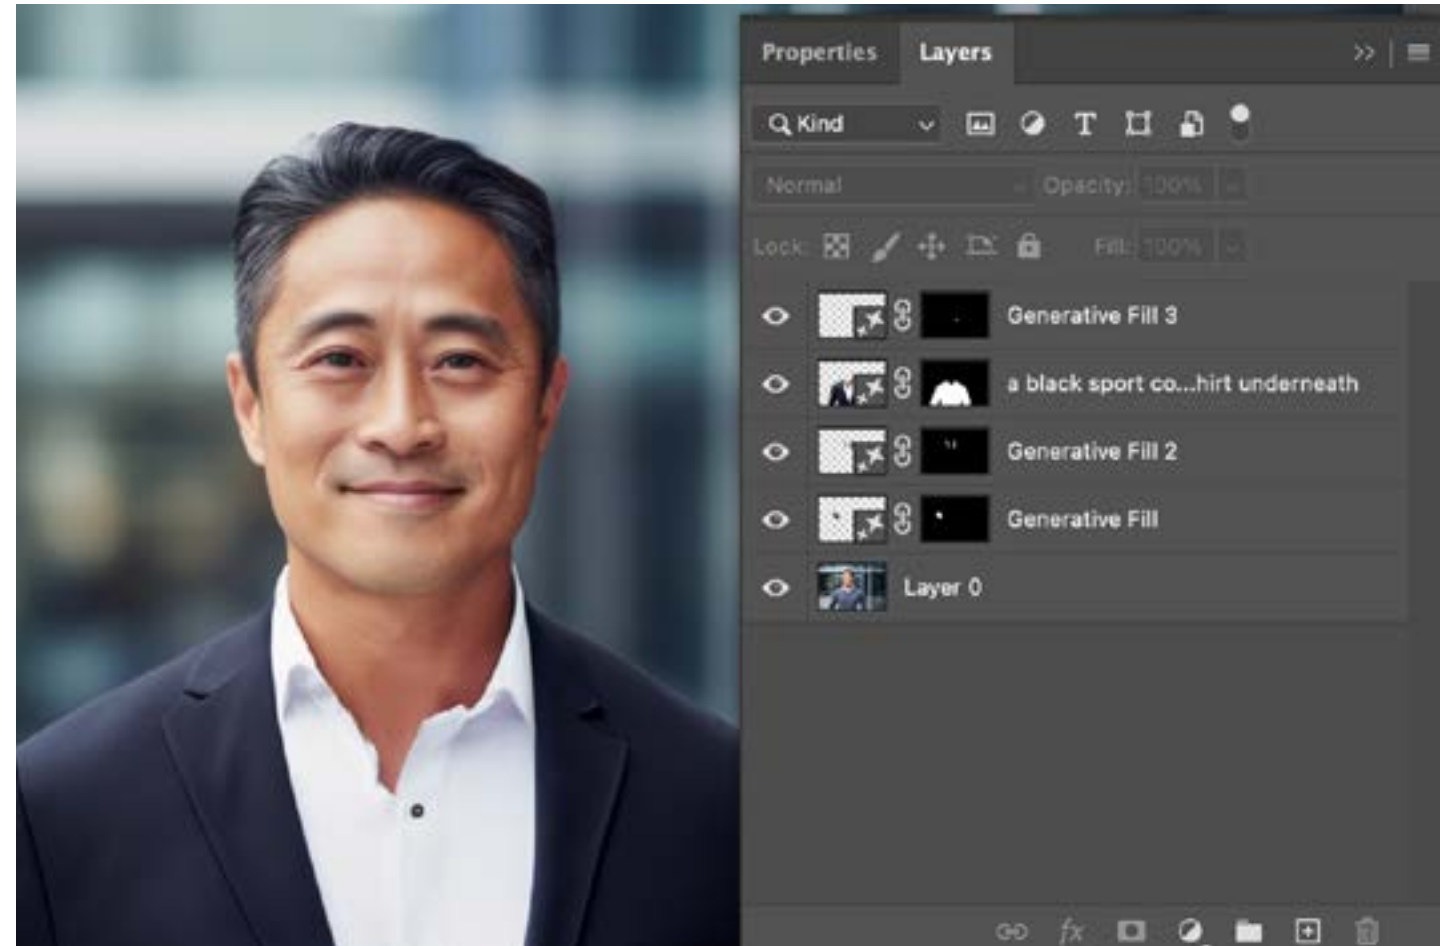 Properties Layers
Kind T
Normal Opacity: 100%
Lock: Fill: 100%
Generative Fill 3
a black sport co...hirt underneath
Generative Fill 2
Generative Fill
Layer 0
fx